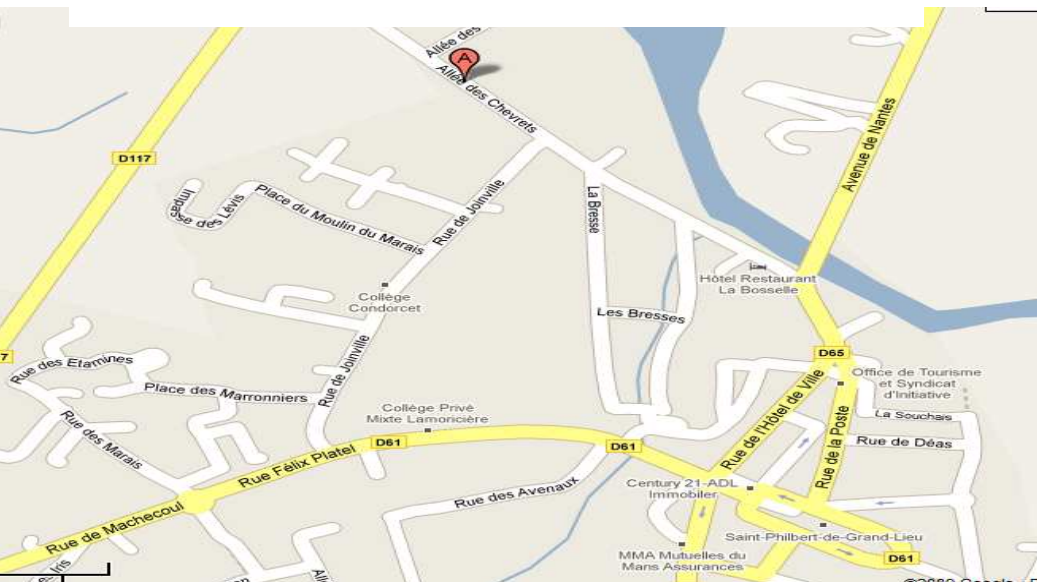 Allée des
A
Allée des Chevrets
D117
Avenue de Nantes
Impasse des Lévis
Place du Moulin du Marais
Rue de Joinville
La Bresse
Collège
Condorcet
Hôtel Restaurant
La Bosselle
Les Bresses
7
Rue des Etamines
Rue de Joinville
D65
Place des Marronniers
Office de Tourisme
et Syndicat
d'Initiative
Collège Privé
Mixte Lamoricière
Rue de l'Hôtel de Ville
La Souchais
Rue des Marais
D61
D61
Rue de la Poste
Rue de Déas
Rue Félix Platel
Rue des Avenaux
Century 21-ADL
Immobilier
Rue de Machecoul
Saint-Philbert-de-Grand-Lieu
MMA Mutuelles du
Mans Assurances
D61